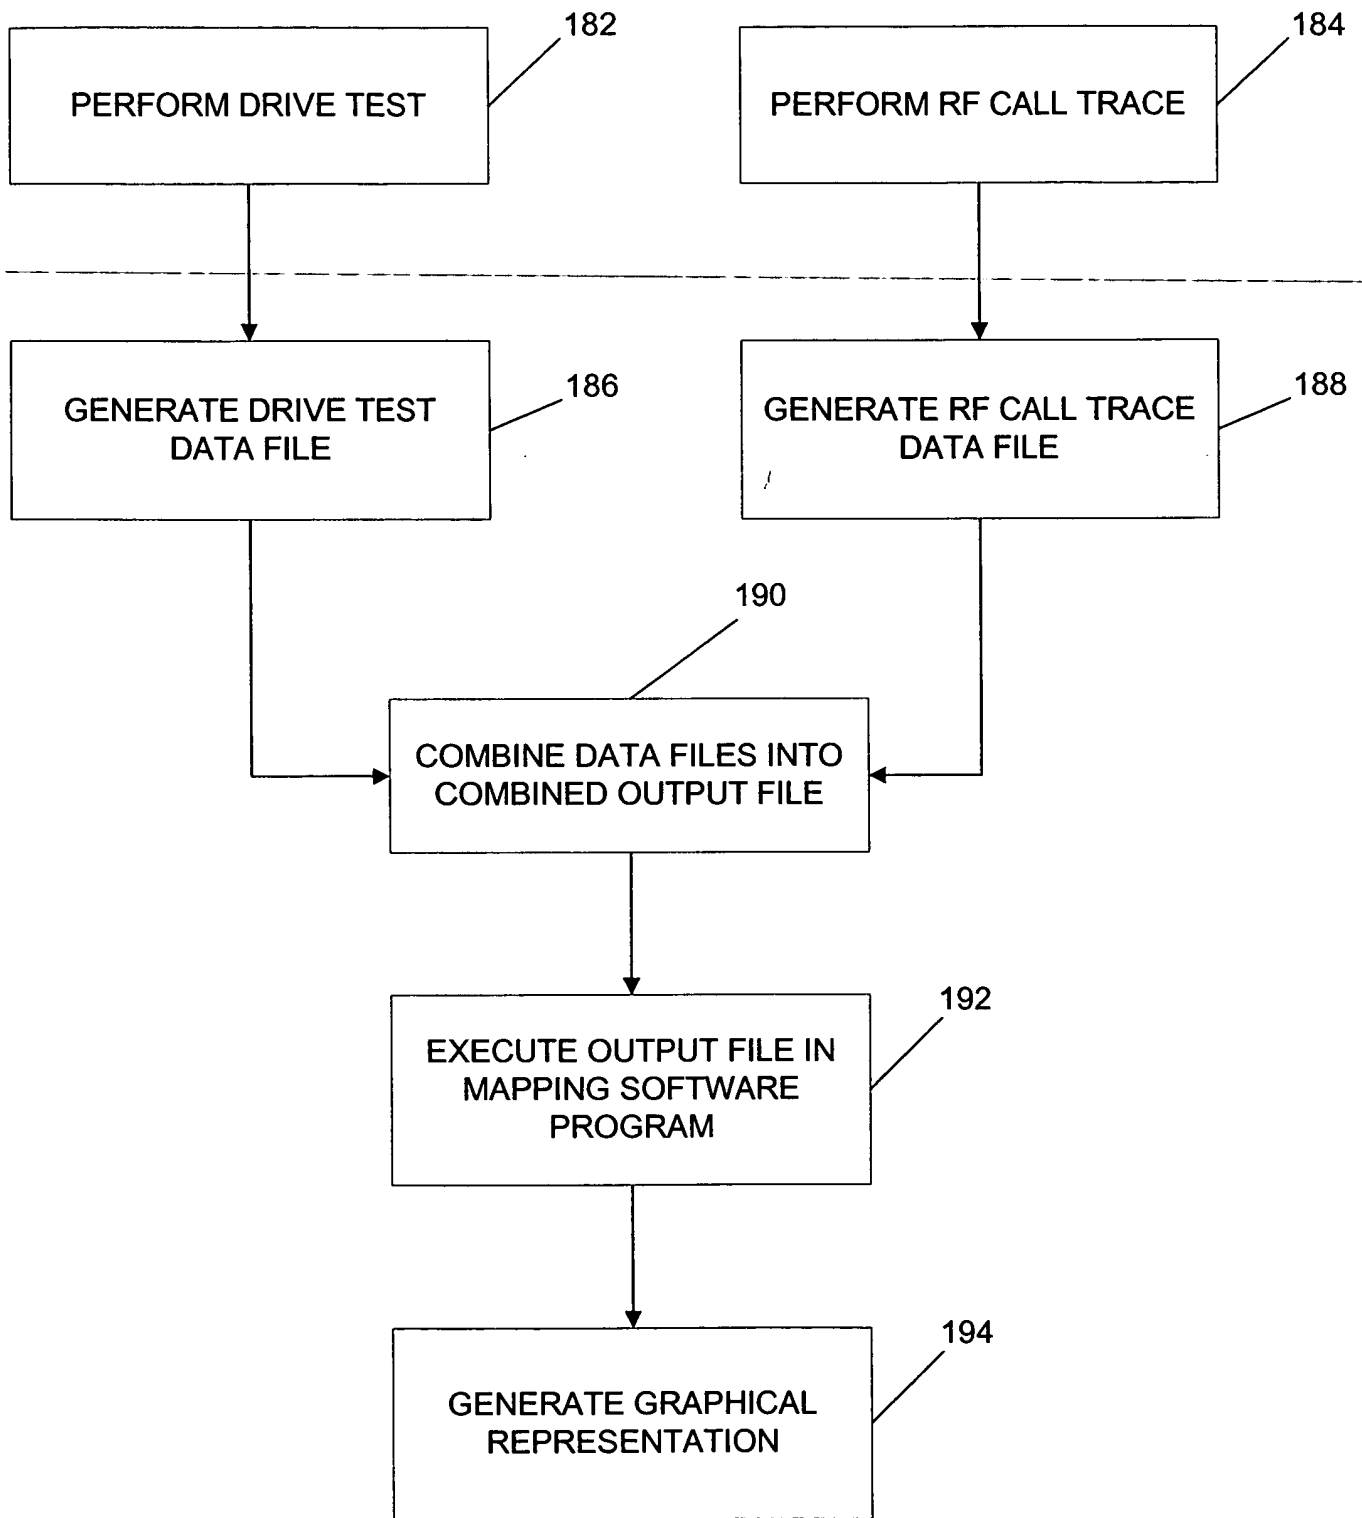 182
184
PERFORM DRIVE TEST
PERFORM RF CALL TRACE
186
188
GENERATE DRIVE TEST
DATA FILE
GENERATE RF CALL TRACE
DATA FILE
190
COMBINE DATA FILES INTO
COMBINED OUTPUT FILE
192
EXECUTE OUTPUT FILE IN
MAPPING SOFTWARE
PROGRAM
194
GENERATE GRAPHICAL
REPRESENTATION